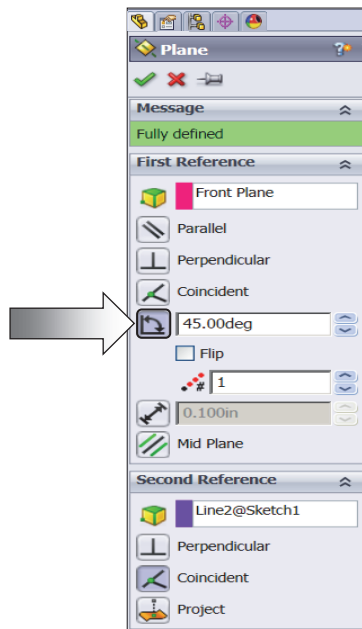 Plane
?
Message
Fully defined
First Reference
Front Plane
Parallel
Perpendicular
Coincident
45.00deg
Flip
# 1
0.100in
Mid Plane
Second Reference
Line2@Sketch1
Perpendicular
Coincident
Project